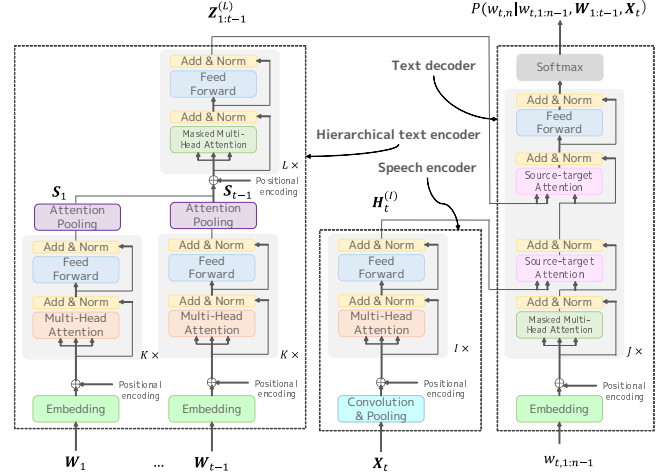 Z_{1:t-1}^{(L)}
Add & Norm
Feed
Forward
Add & Norm
Masked Multi-
Head Attention
L ×
Positional
encoding
S_1
S_{t-1}
Attention
Pooling
Attention
Pooling
Add & Norm
Feed
Forward
Add & Norm
Multi-Head
Attention
K ×
Positional
encoding
Embedding
W_1
...
Add & Norm
Feed
Forward
Add & Norm
Multi-Head
Attention
K ×
Positional
encoding
Embedding
W_{t-1}
Text decoder
Hierarchical text encoder
Speech encoder
H_t^{(I)}
Add & Norm
Feed
Forward
Add & Norm
Multi-Head
Attention
I ×
Positional
encoding
Convolution
& Pooling
X_t
P(w_{t,n}|w_{t,1:n-1}, W_{1:t-1}, X_t)
Softmax
Add & Norm
Feed
Forward
Add & Norm
Source-target
Attention
Add & Norm
Source-target
Attention
Add & Norm
Masked Multi-
Head Attention
J ×
Positional
encoding
Embedding
w_{t,1:n-1}